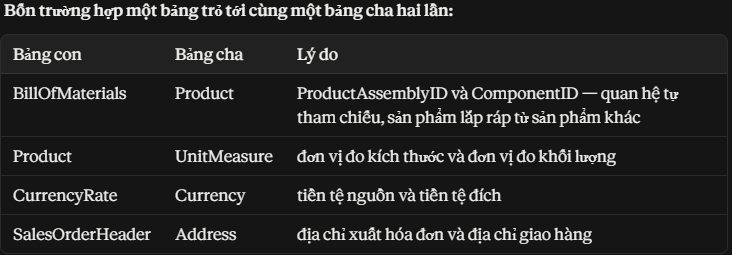 Bốn trường hợp một bảng trỏ tới cùng một bảng cha hai lần:
Bảng con Bảng cha Lý do
BillOfMaterials Product ProductAssemblyID và ComponentID — quan hệ tự
tham chiếu, sản phẩm lắp ráp từ sản phẩm khác
Product UnitMeasure đơn vị đo kích thước và đơn vị đo khối lượng
CurrencyRate Currency tiền tệ nguồn và tiền tệ đích
SalesOrderHeader Address địa chỉ xuất hóa đơn và địa chỉ giao hàng